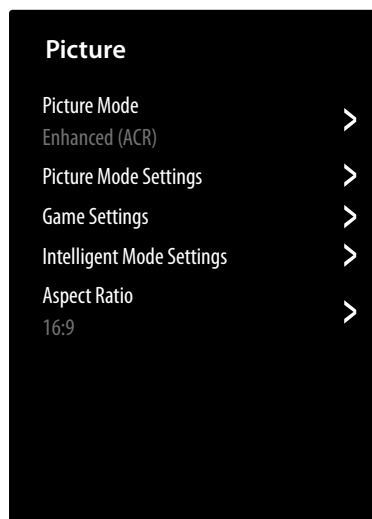 Picture
Picture Mode
Enhanced (ACR)
Picture Mode Settings
Game Settings
Intelligent Mode Settings
Aspect Ratio
16:9